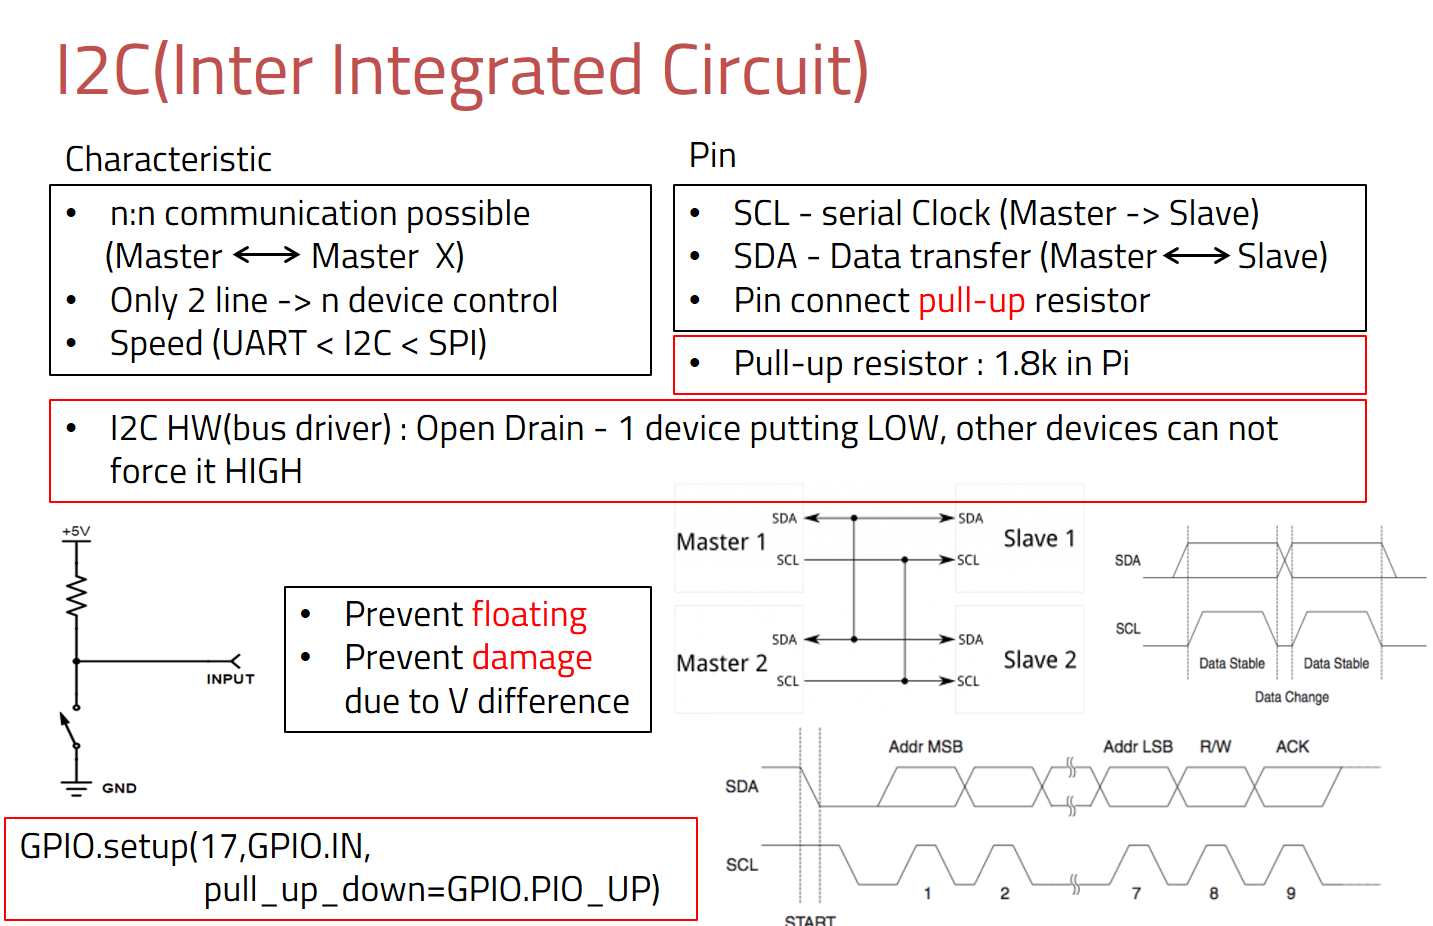 I2C(Inter Integrated Circuit)
Characteristic
• n:n communication possible
(Master ⟷ Master X)
• Only 2 line -> n device control
• Speed (UART < I2C < SPI)
Pin
• SCL - serial Clock (Master -> Slave)
• SDA - Data transfer (Master ⟷ Slave)
• Pin connect pull-up resistor
• Pull-up resistor : 1.8k in Pi
• I2C HW(bus driver) : Open Drain - 1 device putting LOW, other devices can not
force it HIGH
+5V
INPUT
GND
• Prevent floating
• Prevent damage
due to V difference
GPIO.setup(17,GPIO.IN,
pull_up_down=GPIO.PIO_UP)
Master 1
SDA
SCL
SDA
SCL
Slave 1
Master 2
SDA
SCL
SDA
SCL
Slave 2
SDA
SCL
Data Stable
Data Stable
Data Change
Addr MSB
Addr LSB
R/W
ACK
SDA
SCL
1
2
7
8
9
START